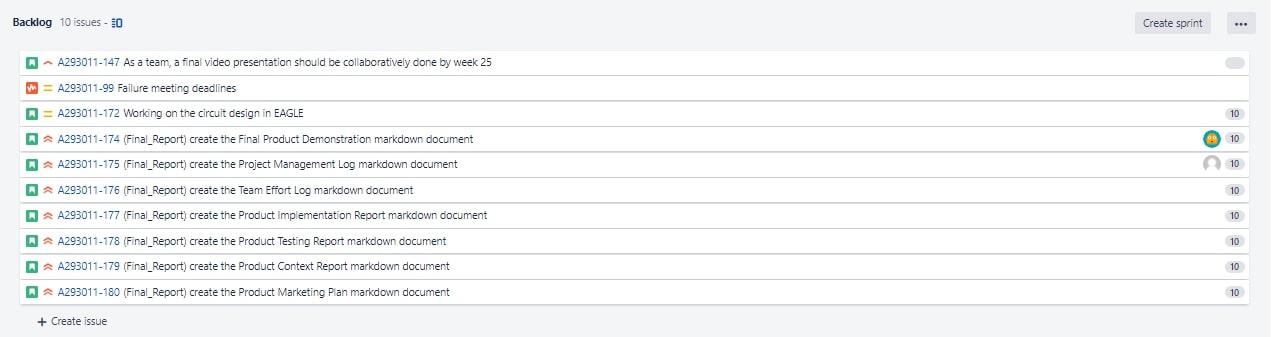 Backlog 10 issues - Create sprint
A293011-147 As a team, a final video presentation should be collaboratively done by week 25
A293011-99 Failure meeting deadlines
A293011-172 Working on the circuit design in EAGLE 10
A293011-174 (Final_Report) create the Final Product Demonstration markdown document 10
A293011-175 (Final_Report) create the Project Management Log markdown document 10
A293011-176 (Final_Report) create the Team Effort Log markdown document 10
A293011-177 (Final_Report) create the Product Implementation Report markdown document 10
A293011-178 (Final_Report) create the Product Testing Report markdown document 10
A293011-179 (Final_Report) create the Product Context Report markdown document 10
A293011-180 (Final_Report) create the Product Marketing Plan markdown document 10
+ Create issue